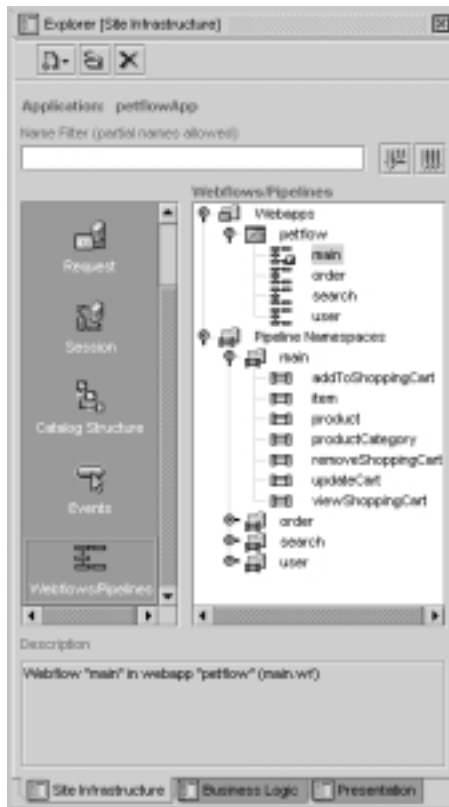 Explorer [Site Infrastructure]
Application: petflowApp
Name Filter (partial names allowed)
Webflows/Pipelines
Request
Session
Catalog Structure
Events
Webflows/Pipelines
Webapps
petflow
main
order
search
user
Pipeline Namespaces
main
addToShoppingCart
item
product
productCategory
removeShoppingCart
updateCart
viewShoppingCart
order
search
user
Description
Webflow "main" in webapp "petflow" (main.wf)
Site Infrastructure
Business Logic
Presentation